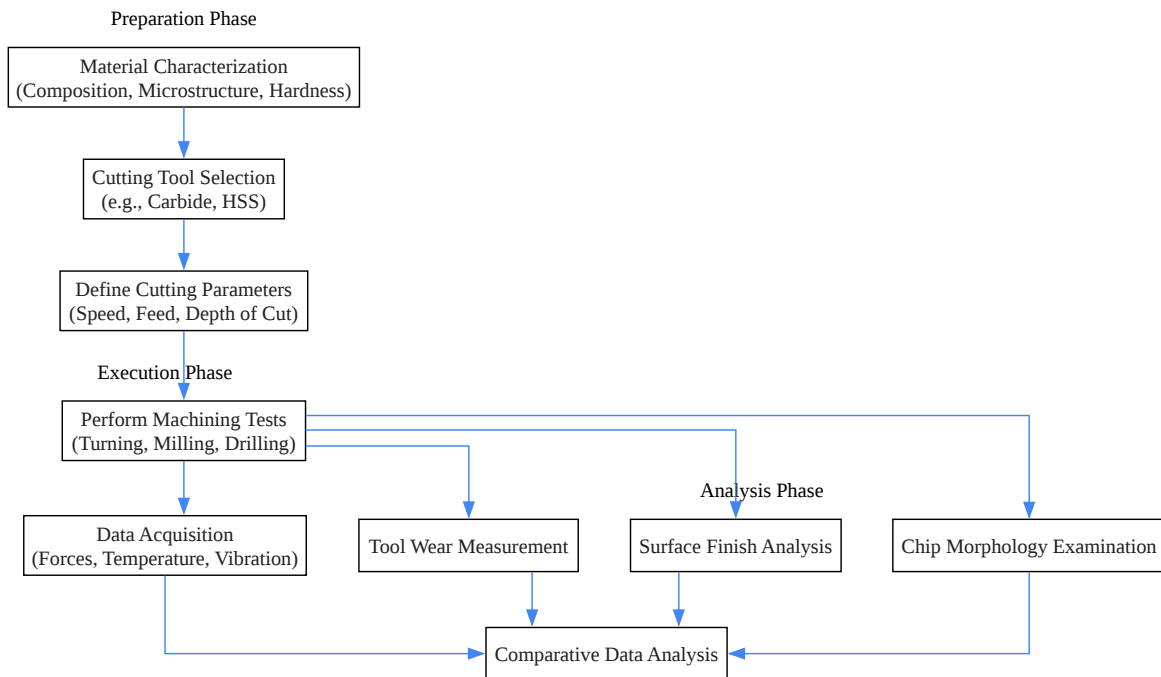 Preparation Phase
Material Characterization
(Composition, Microstructure, Hardness)
Cutting Tool Selection
(e.g., Carbide, HSS)
Define Cutting Parameters
(Speed, Feed, Depth of Cut)
Execution Phase
Perform Machining Tests
(Turning, Milling, Drilling)
Analysis Phase
Data Acquisition
(Forces, Temperature, Vibration)
Tool Wear Measurement
Surface Finish Analysis
Chip Morphology Examination
Comparative Data Analysis